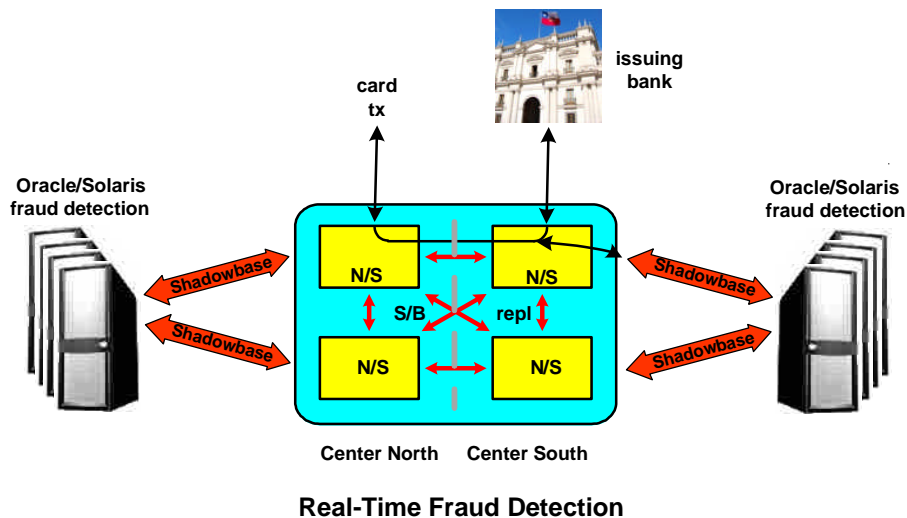 issuing
bank
card
tx
Oracle/Solaris
fraud detection
Oracle/Solaris
fraud detection
Shadowbase
Shadowbase
Shadowbase
Shadowbase
N/S
N/S
S/B
repl
N/S
N/S
Center North
Center South
Real-Time Fraud Detection